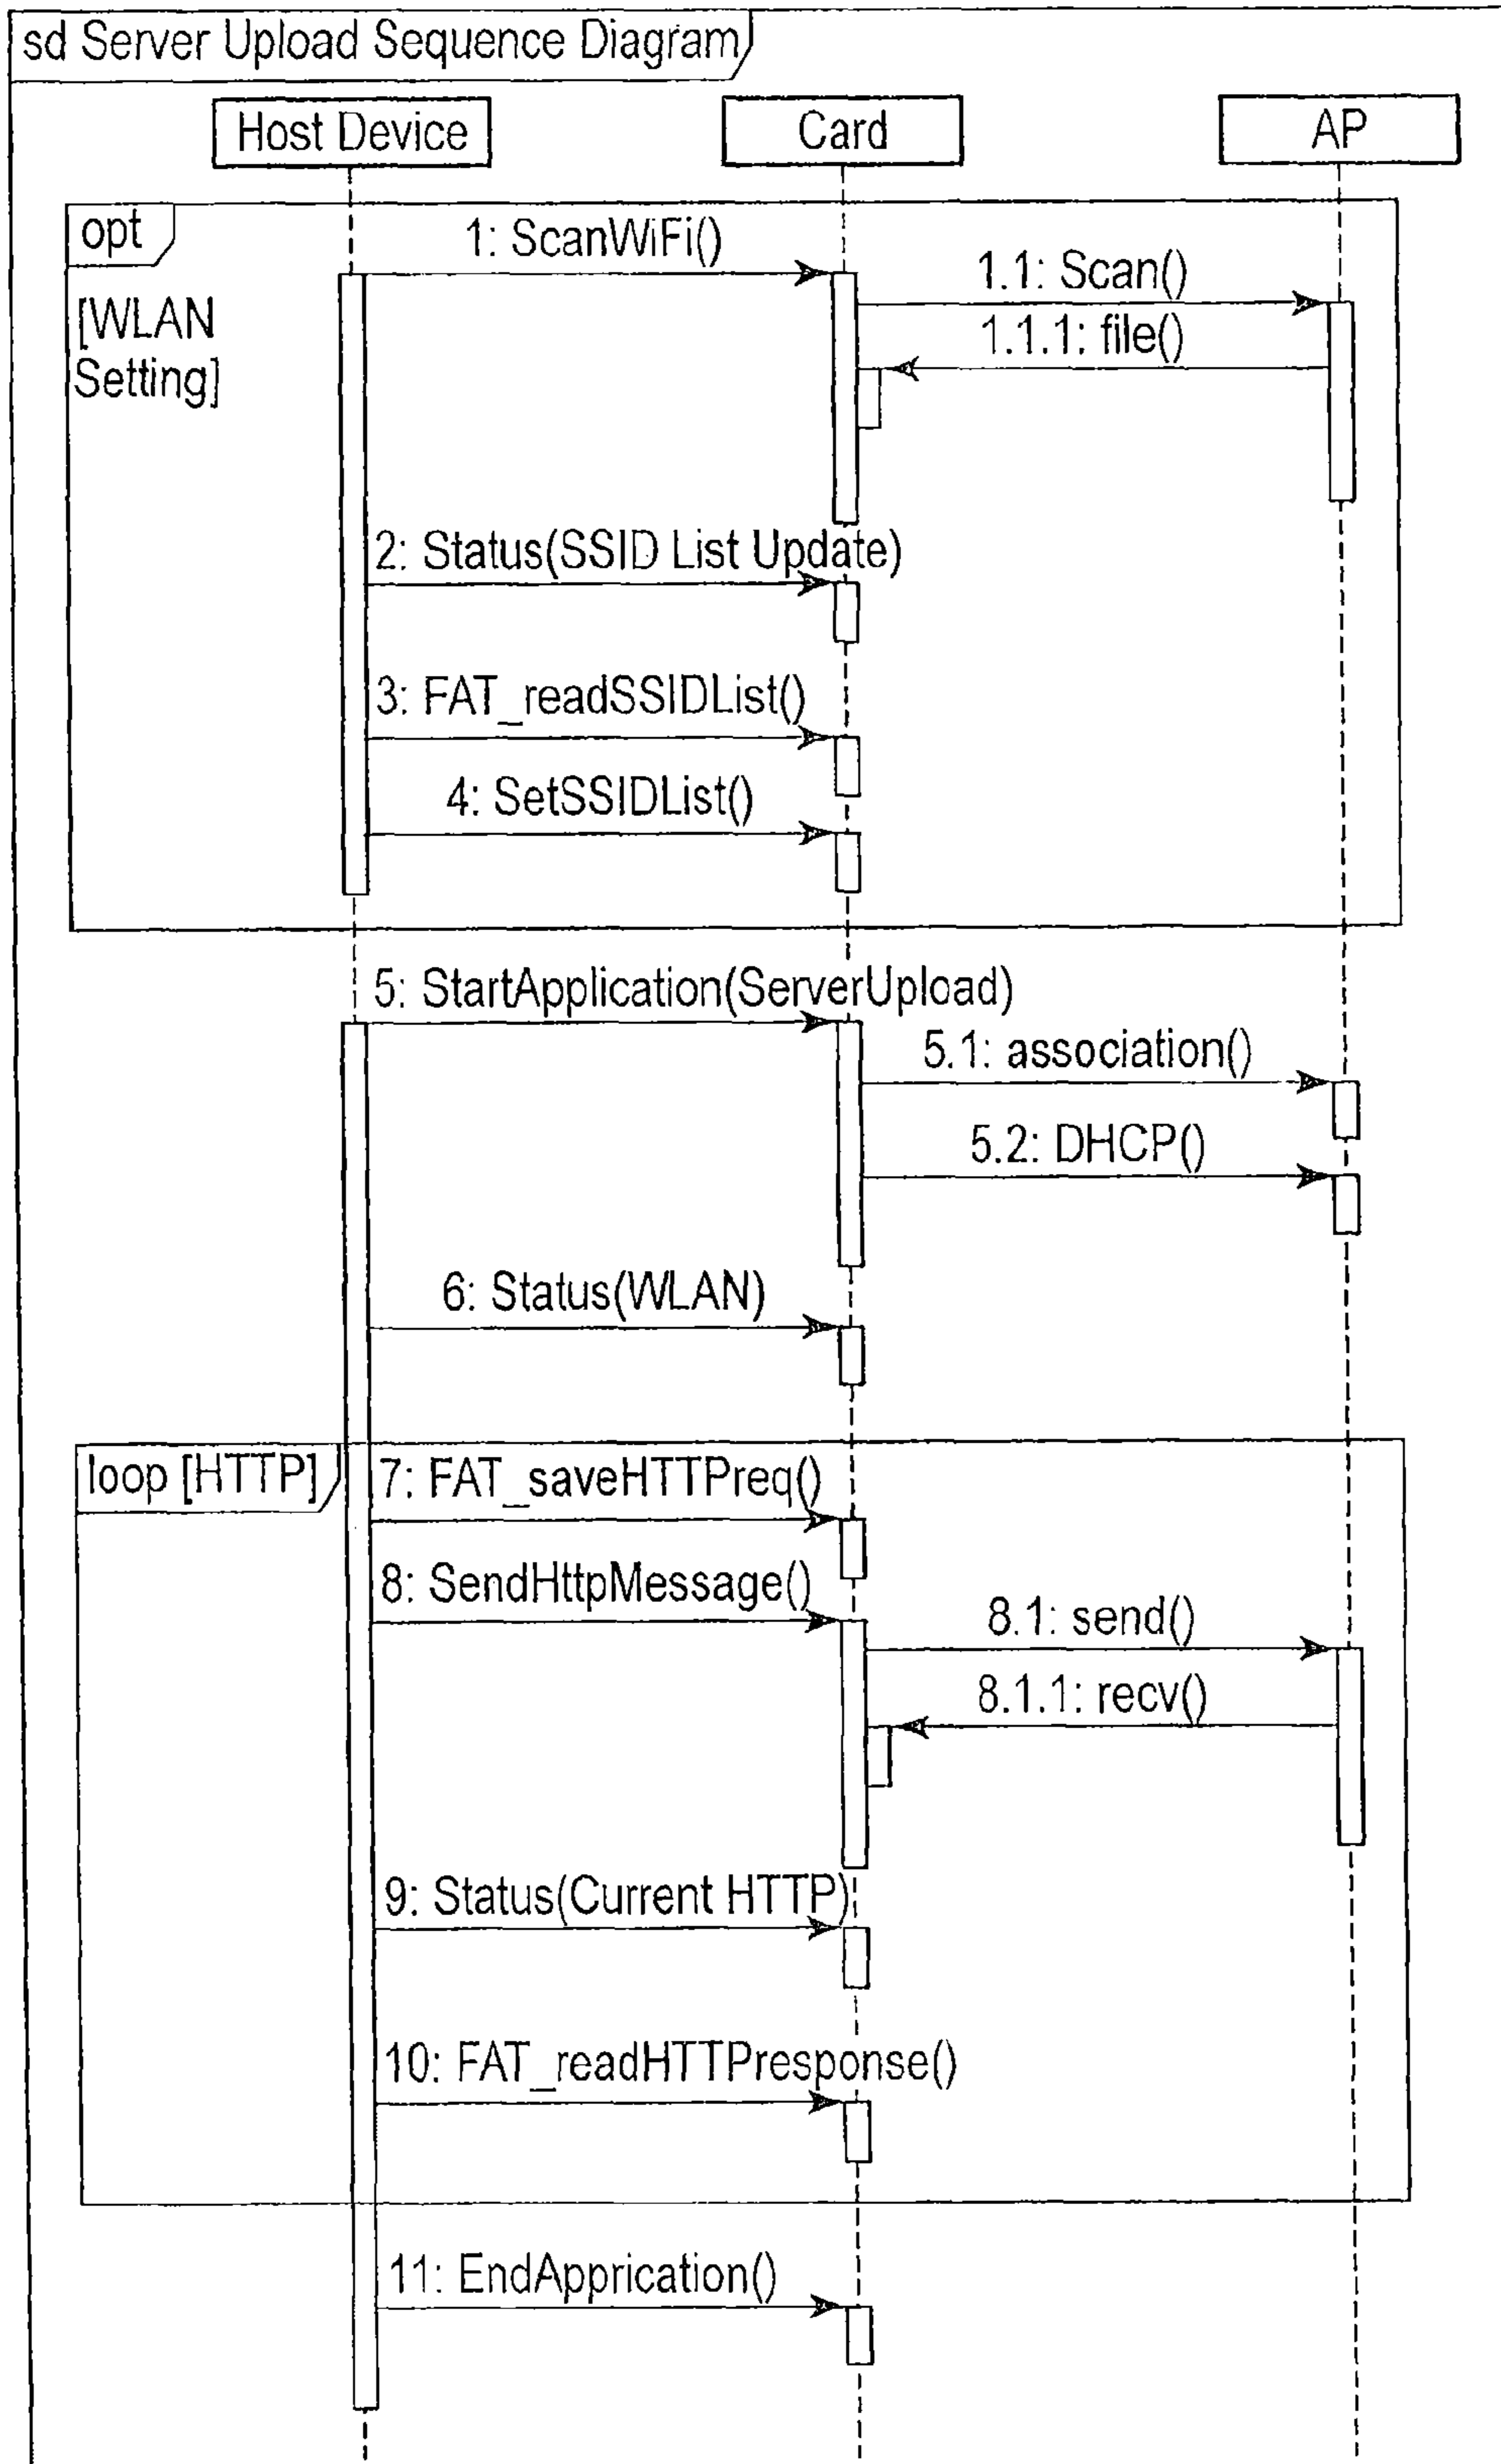 sd Server Upload Sequence Diagram
Host Device
Card
AP
opt
[WLAN
Setting]
1: ScanWiFi()
1.1: Scan()
1.1.1: file()
2: Status(SSID List Update)
3: FAT_readSSIDList()
4: SetSSIDList()
5: StartApplication(ServerUpload)
5.1: association()
5.2: DHCP()
6: Status(WLAN)
loop [HTTP]
7: FAT_saveHTTPreq()
8: SendHttpMessage()
8.1: send()
8.1.1: recv()
9: Status(Current HTTP)
10: FAT_readHTTPresponse()
11: EndApprication()